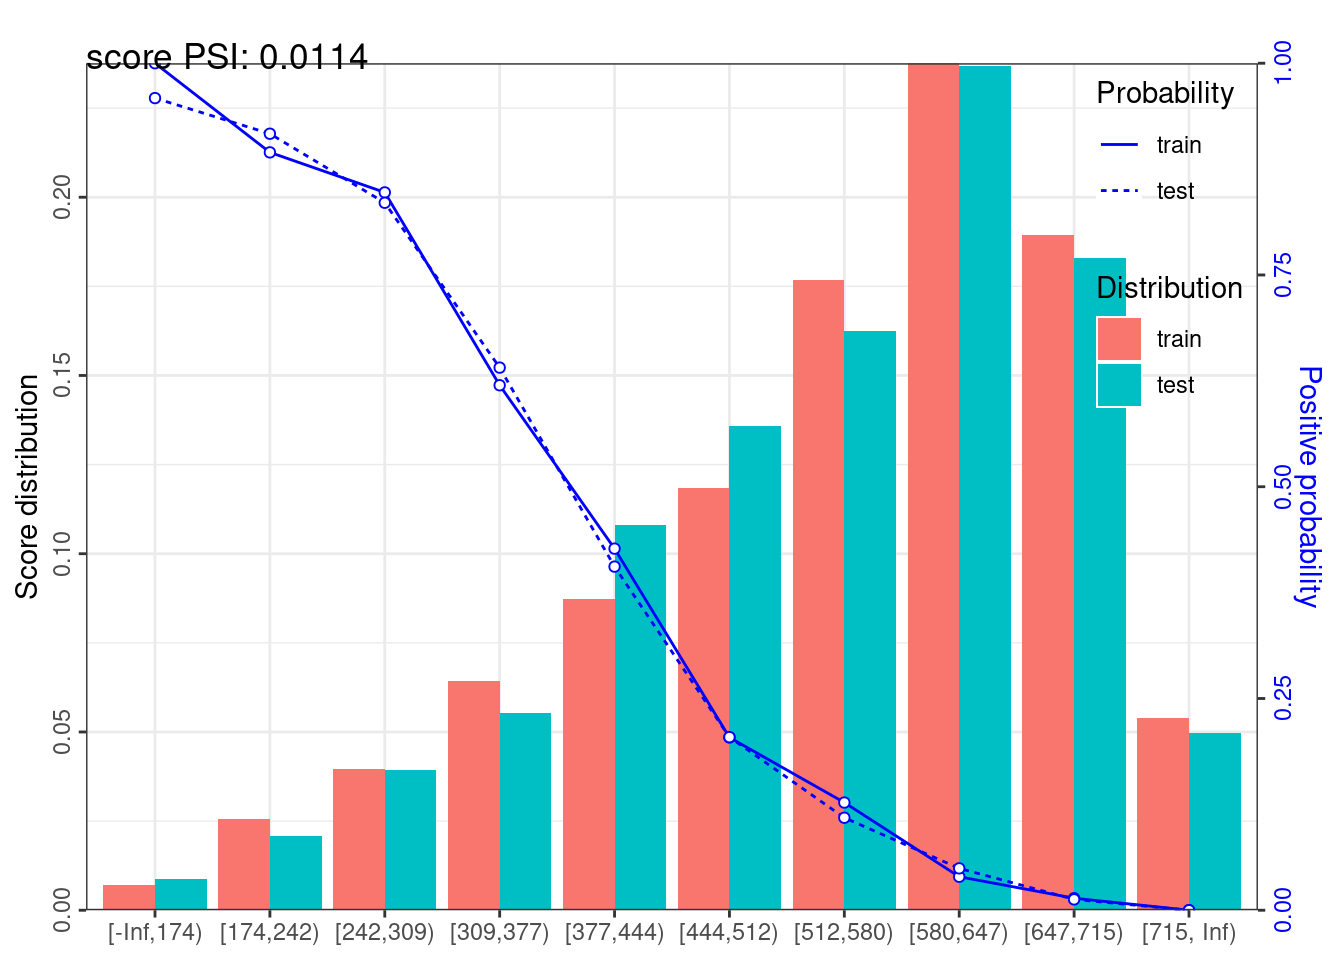 score PSI: 0.0114
Probability
train
test
Distribution
train
test
Score distribution
0.20
0.15
0.10
0.05
0.00
Positive probability
1.00
0.75
0.50
0.25
0.00
[-Inf,174) [174,242) [242,309) [309,377) [377,444) [444,512) [512,580) [580,647) [647,715) [715, Inf)